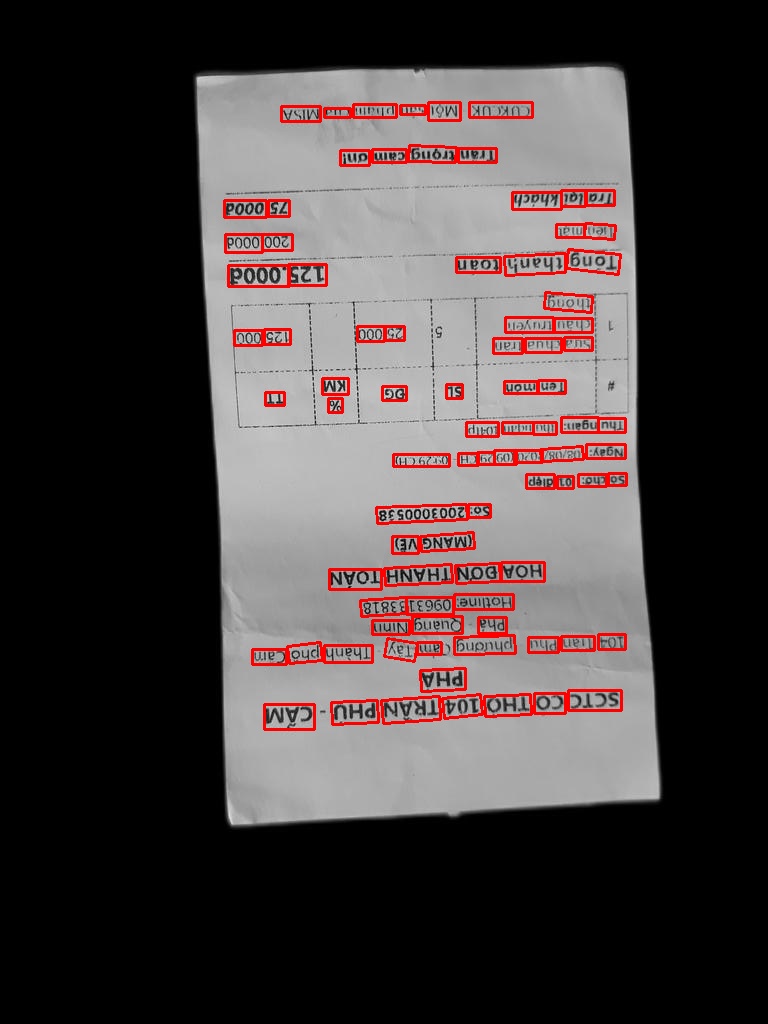 SCTC CÔ THƠ 104 TRẦN PHÚ - CẨM
PHẢ
104 Trần Phú phường Cẩm Tây - Thành phố Cẩm
Phả - Quảng Ninh
Hotline: 0963133818
HÓA ĐƠN THANH TOÁN
(MANG VỀ)
Số: 2003000538
Số chờ: 01 điệp
Ngày: 08/08/2020 (09:29 CH - 09:29 CH)
Thu ngân: thu ngân 104tp
# Tên món SL ĐG % KM TT
1 Sữa chua trân 5 25.000 125.000
châu truyền
thống
Tổng thanh toán 125.000đ
Tiền mặt 200.000đ
Trả lại khách 75.000đ
Trân trọng cảm ơn!
CUKCUK Một sản phẩm của MISA